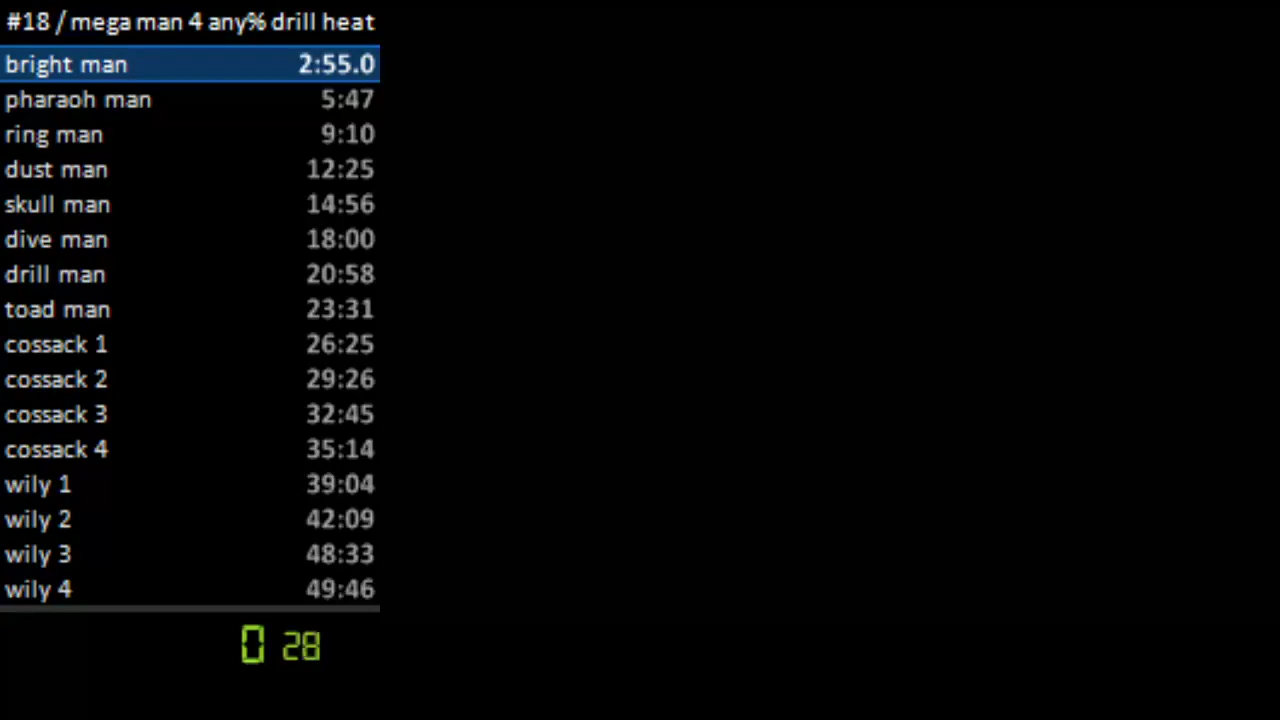 #18 / mega man 4 any% drill heat
bright man 2:55.0
pharaoh man 5:47
ring man 9:10
dust man 12:25
skull man 14:56
dive man 18:00
drill man 20:58
toad man 23:31
cossack 1 26:25
cossack 2 29:26
cossack 3 32:45
cossack 4 35:14
wily 1 39:04
wily 2 42:09
wily 3 48:33
wily 4 49:46
0 28